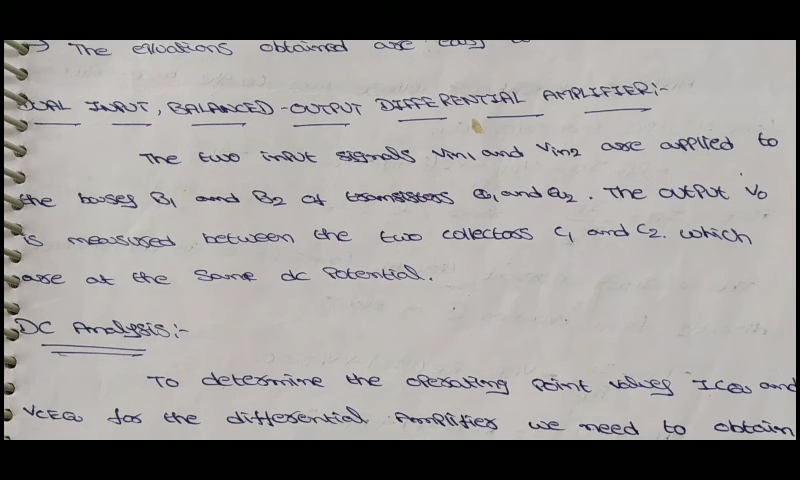 → The equations obtained are easy
DUAL INPUT, BALANCED-OUTPUT DIFFERENTIAL AMPLIFIER:-
The two input signals Vin1 and Vin2 are applied to
the bases B1 and B2 of transistors Q1 and Q2. The output Vo
is measured between the two collectors C1 and C2. which
are at the same dc potential.
DC Analysis:-
To determine the operating point values ICQ and
VCEQ for the differential Amplifier we need to obtain